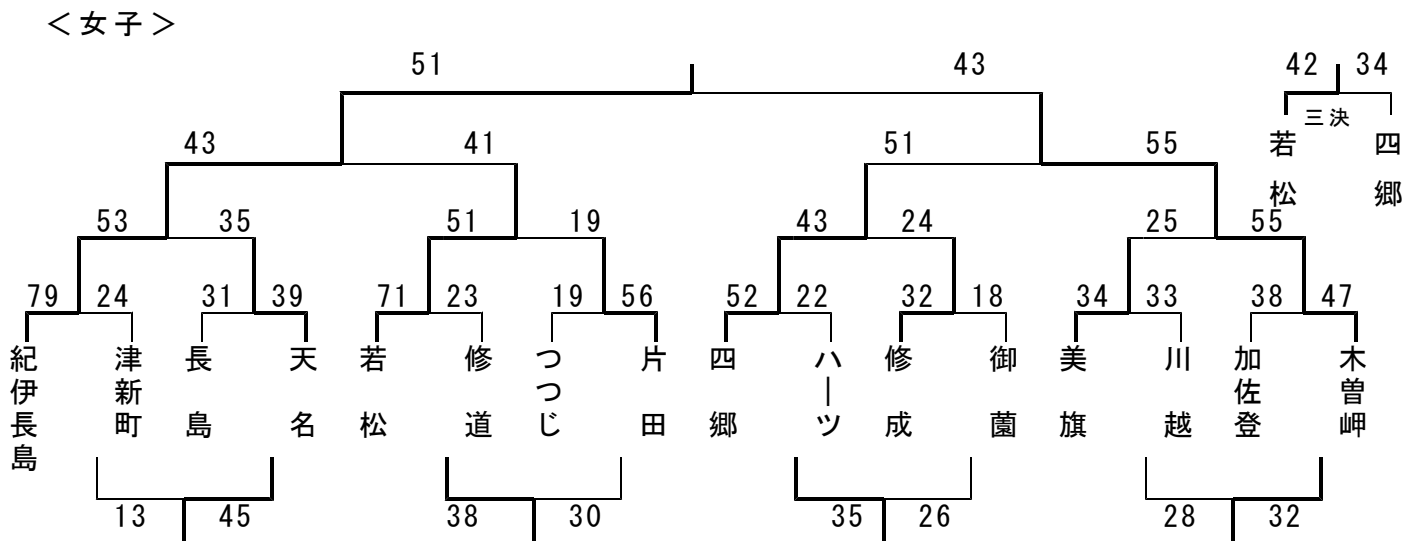 ＜女子＞
51 43 42 34
三決
43 41 51 55
若松 四郷
53 35 51 19 43 24 25 55
79 24 31 39 71 23 19 56 52 22 32 18 34 33 38 47
紀伊長島 津新町 長島 天名 若松 修道 つつじ 片田 四郷 ハーツ 修成 御薗 美旗 川越 加佐登 木曽岬
13 45 38 30 35 26 28 32